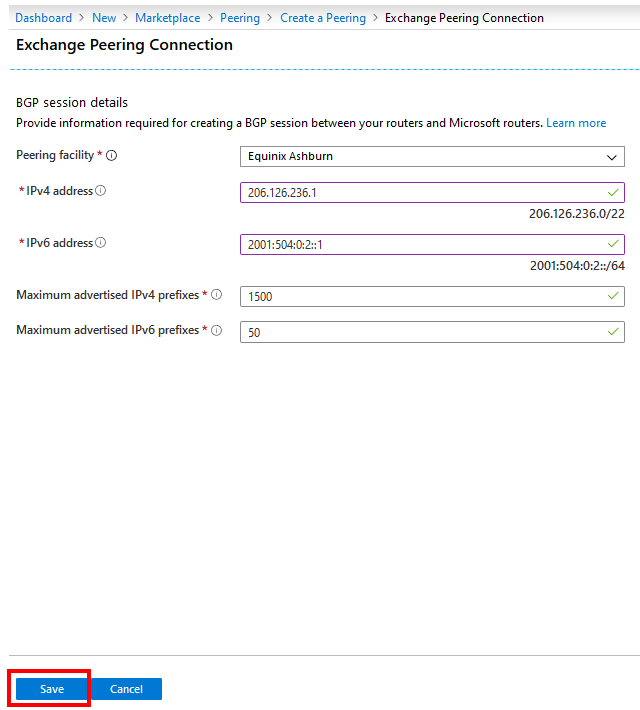 Dashboard > New > Marketplace > Peering > Create a Peering > Exchange Peering Connection
Exchange Peering Connection
BGP session details
Provide information required for creating a BGP session between your routers and Microsoft routers. Learn more
Peering facility * Equinix Ashburn
* IPv4 address 206.126.236.1
206.126.236.0/22
* IPv6 address 2001:504:0:2::1
2001:504:0:2::/64
Maximum advertised IPv4 prefixes * 1500
Maximum advertised IPv6 prefixes * 50
Save Cancel